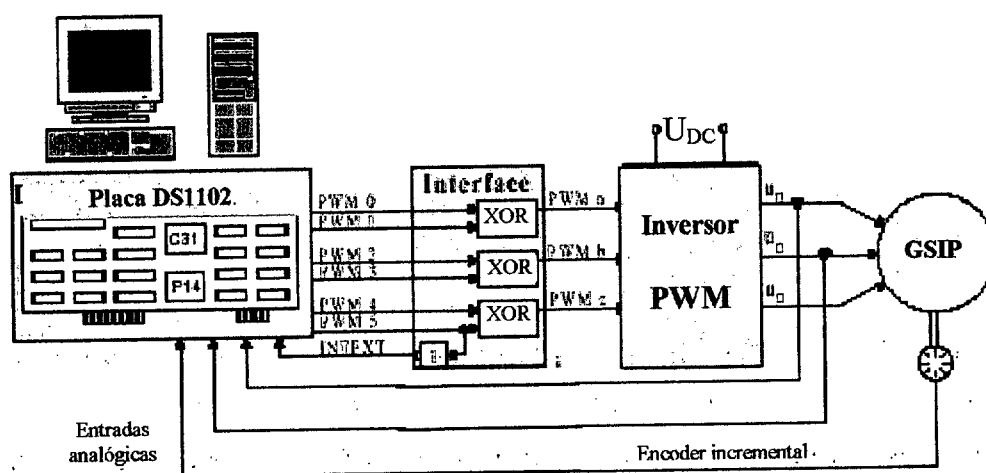 U_DC
Placa DS1102.
C31
P14
PWM 0
PWM 1
PWM 2
PWM 3
PWM 4
PWM 5
INTEXT
Interface
XOR
XOR
XOR
PWM a
PWM b
PWM c
Inversor
PWM
GSIP
Entradas
analógicas
Encoder incremental